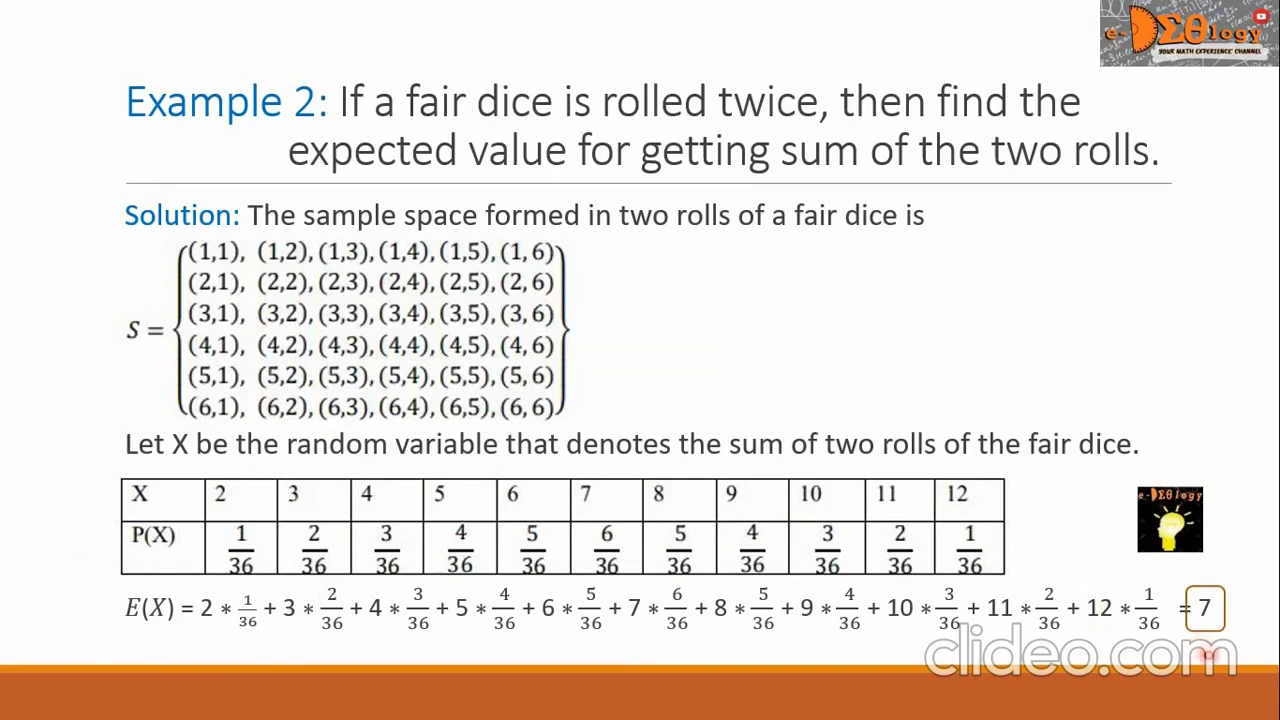 e-DΣθlogy
YOUR MATH EXPERIENCE CHANNEL
Example 2: If a fair dice is rolled twice, then find the
expected value for getting sum of the two rolls.
Solution: The sample space formed in two rolls of a fair dice is
(1,1), (1,2), (1,3), (1,4), (1,5), (1, 6)
(2,1), (2,2), (2,3), (2,4), (2,5), (2, 6)
(3,1), (3,2), (3,3), (3,4), (3,5), (3, 6)
S =
(4,1), (4,2), (4,3), (4,4), (4,5), (4, 6)
(5,1), (5,2), (5,3), (5,4), (5,5), (5, 6)
(6,1), (6,2), (6,3), (6,4), (6,5), (6, 6)
Let X be the random variable that denotes the sum of two rolls of the fair dice.
X 2 3 4 5 6 7 8 9 10 11 12
P(X) 1/36 2/36 3/36 4/36 5/36 6/36 5/36 4/36 3/36 2/36 1/36
e-DΣθlogy
E(X) = 2 * 1/36 + 3 * 2/36 + 4 * 3/36 + 5 * 4/36 + 6 * 5/36 + 7 * 6/36 + 8 * 5/36 + 9 * 4/36 + 10 * 3/36 + 11 * 2/36 + 12 * 1/36 = 7
clideo.com